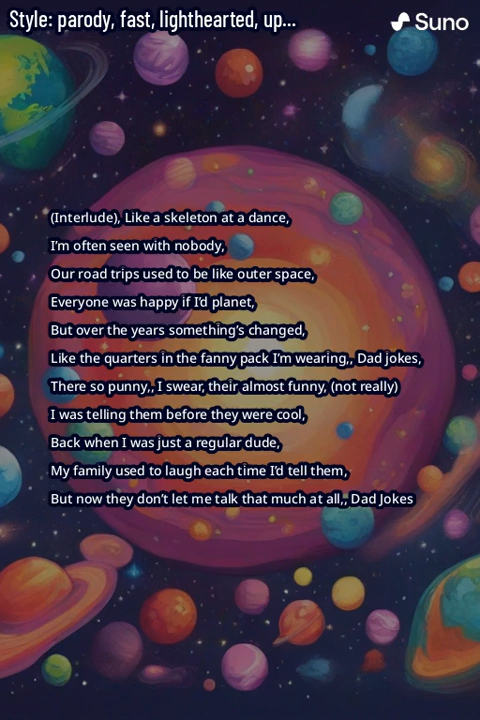 Style: parody, fast, lighthearted, up...
Suno
(Interlude), Like a skeleton at a dance,
I'm often seen with nobody,
Our road trips used to be like outer space,
Everyone was happy if I'd planet,
But over the years something's changed,
Like the quarters in the fanny pack I'm wearing,, Dad jokes,
There so punny,, I swear, their almost funny, (not really)
I was telling them before they were cool,
Back when I was just a regular dude,
My family used to laugh each time I'd tell them,
But now they don't let me talk that much at all,, Dad Jokes